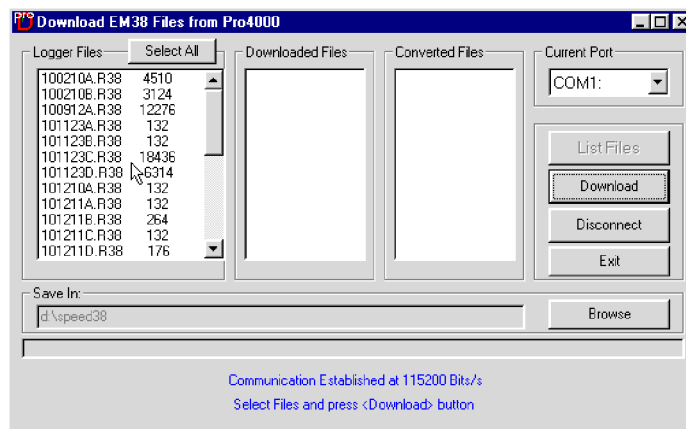 Pro Download EM38 Files from Pro4000
Logger Files Select All Downloaded Files Converted Files Current Port
COM1:
100210A.R38 4510
100210B.R38 3124
100912A.R38 12276
101123A.R38 132
101123B.R38 132
101123C.R38 18436
101123D.R38 6314
101210A.R38 132
101211A.R38 132
101211B.R38 264
101211C.R38 132
101211D.R38 176
List Files
Download
Disconnect
Exit
Save In:
d:\speed38
Browse
Communication Established at 115200 Bits/s
Select Files and press <Download> button